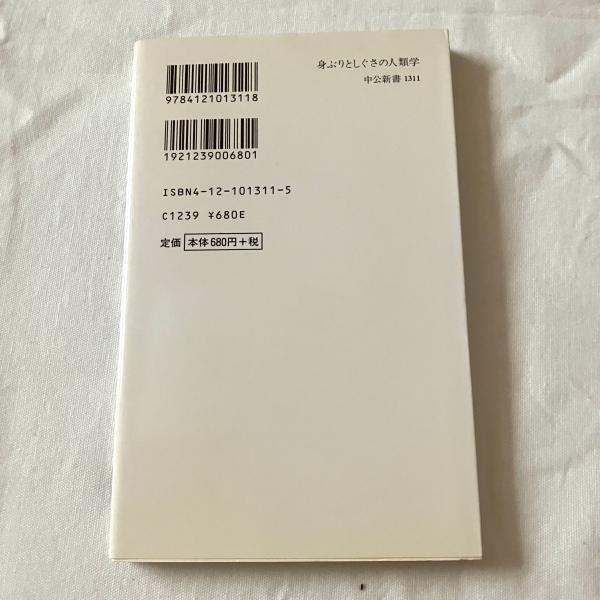 身ぶりとしぐさの人類学
中公新書 1311
9784121013118
1921239006801
ISBN4-12-101311-5
C1239 ¥680E
定価 本体680円+税